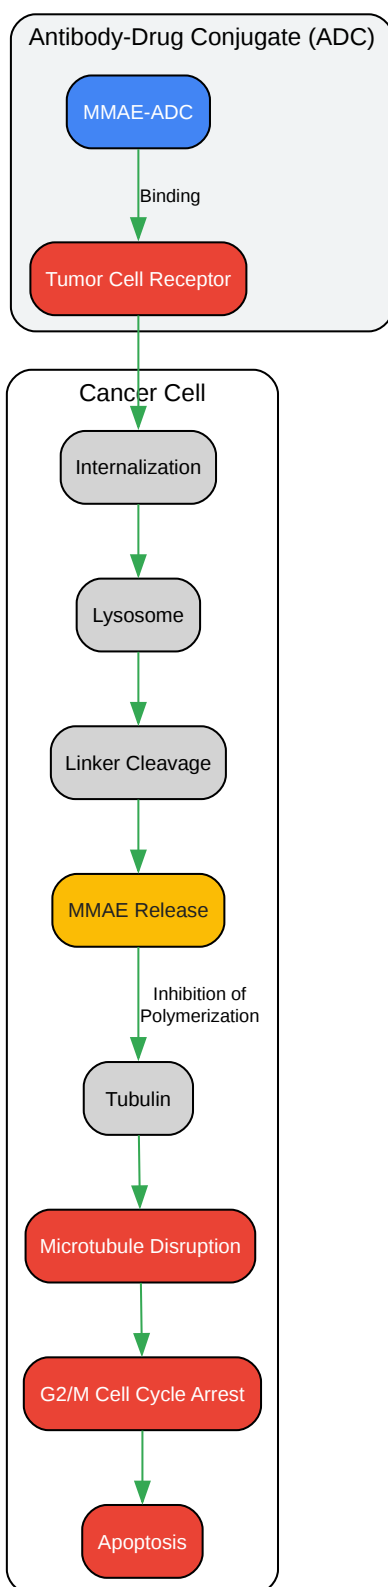 Antibody-Drug Conjugate (ADC)
MMAE-ADC
Binding
Tumor Cell Receptor
Cancer Cell
Internalization
Lysosome
Linker Cleavage
MMAE Release
Inhibition of
Polymerization
Tubulin
Microtubule Disruption
G2/M Cell Cycle Arrest
Apoptosis